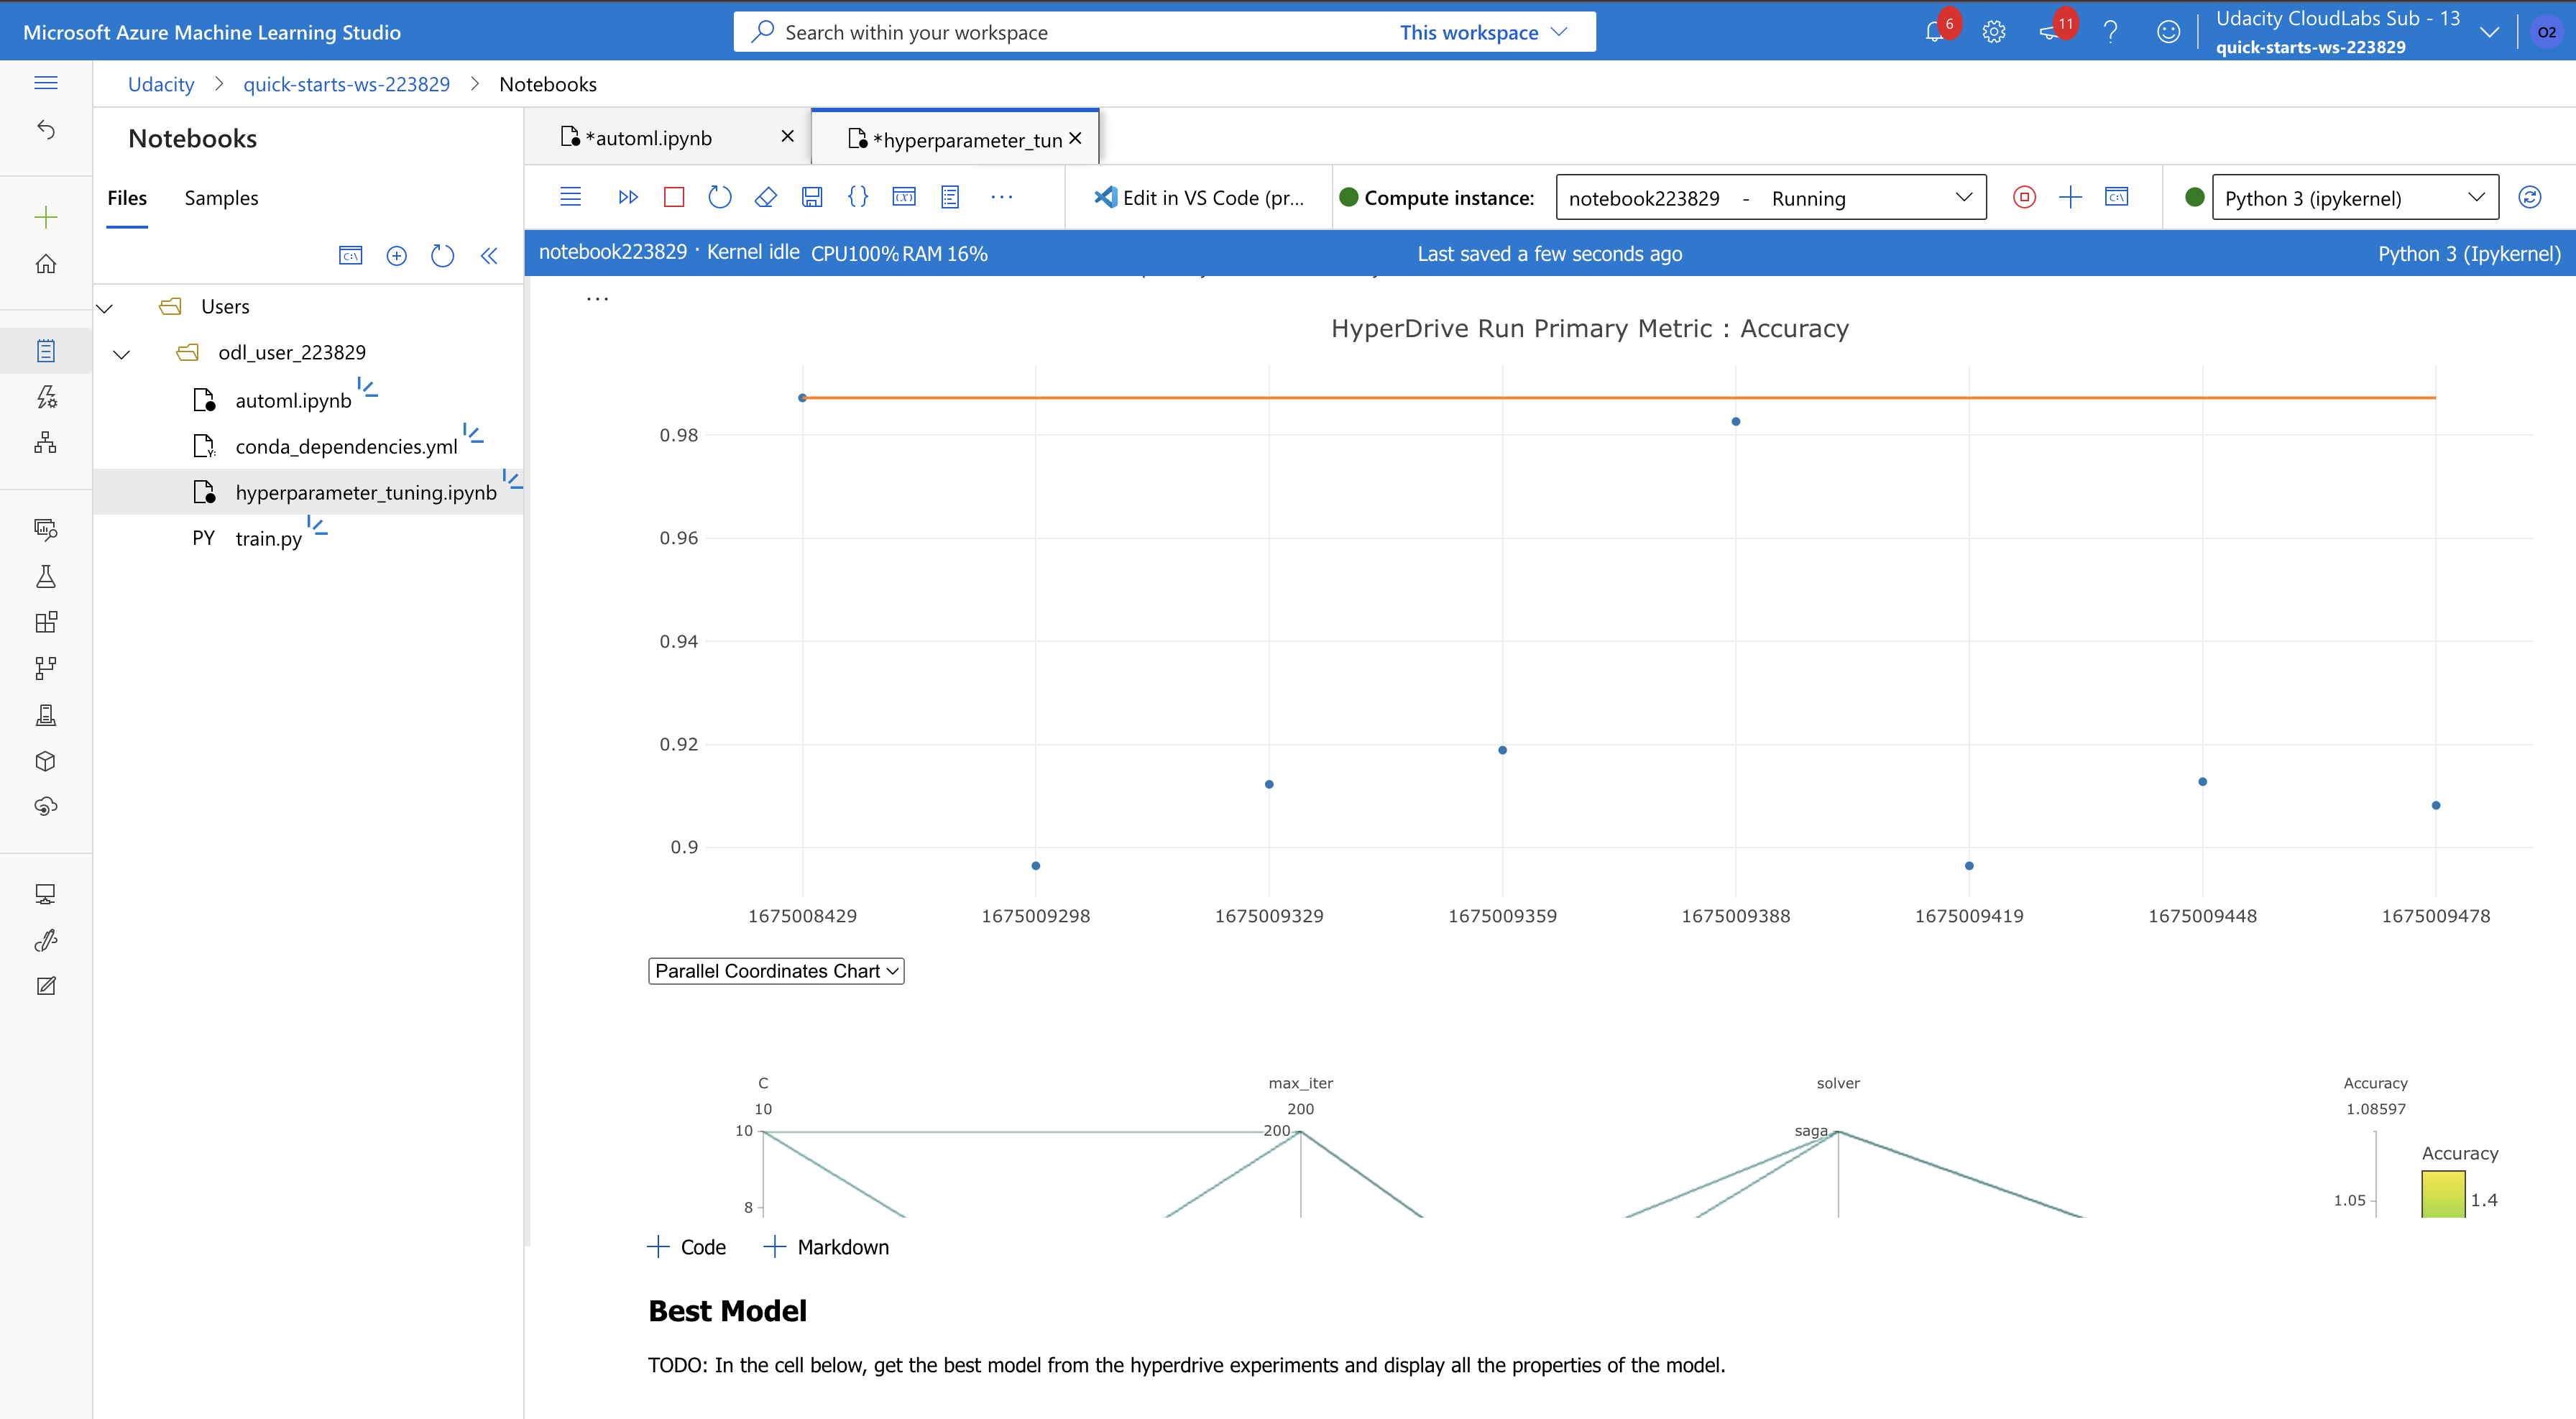 Microsoft Azure Machine Learning Studio
Search within your workspace
This workspace
6
11
Udacity CloudLabs Sub - 13
quick-starts-ws-223829
O2
Udacity > quick-starts-ws-223829 > Notebooks
Notebooks
Files
Samples
Users
odl_user_223829
automl.ipynb
conda_dependencies.yml
hyperparameter_tuning.ipynb
PY train.py
*automl.ipynb
*hyperparameter_tun
Edit in VS Code (pr...
Compute instance:
notebook223829 - Running
Python 3 (ipykernel)
notebook223829 · Kernel idle CPU100% RAM 16%
Last saved a few seconds ago
Python 3 (Ipykernel)
...
HyperDrive Run Primary Metric : Accuracy
0.98
0.96
0.94
0.92
0.9
1675008429 1675009298 1675009329 1675009359 1675009388 1675009419 1675009448 1675009478
Parallel Coordinates Chart
C max_iter solver Accuracy
10 200 1.08597
10 200 saga
Accuracy
8 1.05 1.4
Code
Markdown
Best Model
TODO: In the cell below, get the best model from the hyperdrive experiments and display all the properties of the model.